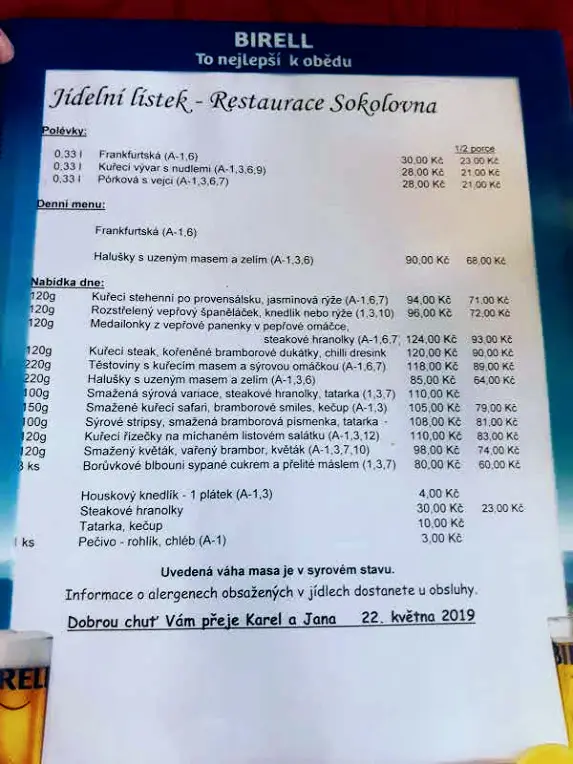 BIRELL
To nejlepší k obědu
Jídelní lístek - Restaurace Sokolovna
Polévky:
1/2 porce
0,33 l Frankfurtská (A-1,6) 30,00 Kč 23,00 Kč
0,33 l Kuřecí vývar s nudlemi (A-1,3,6,9) 28,00 Kč 21,00 Kč
0,33 l Pórková s vejci (A-1,3,6,7) 28,00 Kč 21,00 Kč
Denní menu:
Frankfurtská (A-1,6)
Halušky s uzeným masem a zelím (A-1,3,6) 90,00 Kč 68,00 Kč
Nabídka dne:
120g Kuřecí stehenní po provensálsku, jasmínová rýže (A-1,6,7) 94,00 Kč 71,00 Kč
120g Rozstřelený vepřový španěláček, knedlík nebo rýže (1,3,10) 96,00 Kč 72,00 Kč
120g Medailonky z vepřové panenky v pepřové omáčce,
steakové hranolky (A-1,6,7) 124,00 Kč 93,00 Kč
120g Kuřecí steak, kořeněné bramborové dukátky, chilli dresink 120,00 Kč 90,00 Kč
220g Těstoviny s kuřecím masem a sýrovou omáčkou (A-1,6,7) 118,00 Kč 89,00 Kč
220g Halušky s uzeným masem a zelím (A-1,3,6) 85,00 Kč 64,00 Kč
100g Smažená sýrová variace, steakové hranolky, tatarka (1,3,7) 110,00 Kč
150g Smažené kuřecí safari, bramborové smiles, kečup (A-1,3) 105,00 Kč 79,00 Kč
100g Sýrové stripsy, smažená bramborová písmenka, tatarka - 108,00 Kč 81,00 Kč
120g Kuřecí řízečky na míchaném listovém salátku (A-1,3,12) 110,00 Kč 83,00 Kč
120g Smažený květák, vařený brambor, květák (A-1,3,7,10) 98,00 Kč 74,00 Kč
3 ks Borůvkové blbouni sypané cukrem a přelité máslem (1,3,7) 80,00 Kč 60,00 Kč
Houskový knedlík - 1 plátek (A-1,3) 4,00 Kč
Steakové hranolky 30,00 Kč 23,00 Kč
Tatarka, kečup 10,00 Kč
1 ks Pečivo - rohlík, chléb (A-1) 3,00 Kč
Uvedená váha masa je v syrovém stavu.
Informace o alergenech obsažených v jídlech dostanete u obsluhy.
Dobrou chuť Vám přeje Karel a Jana 22. května 2019
RELL
BI